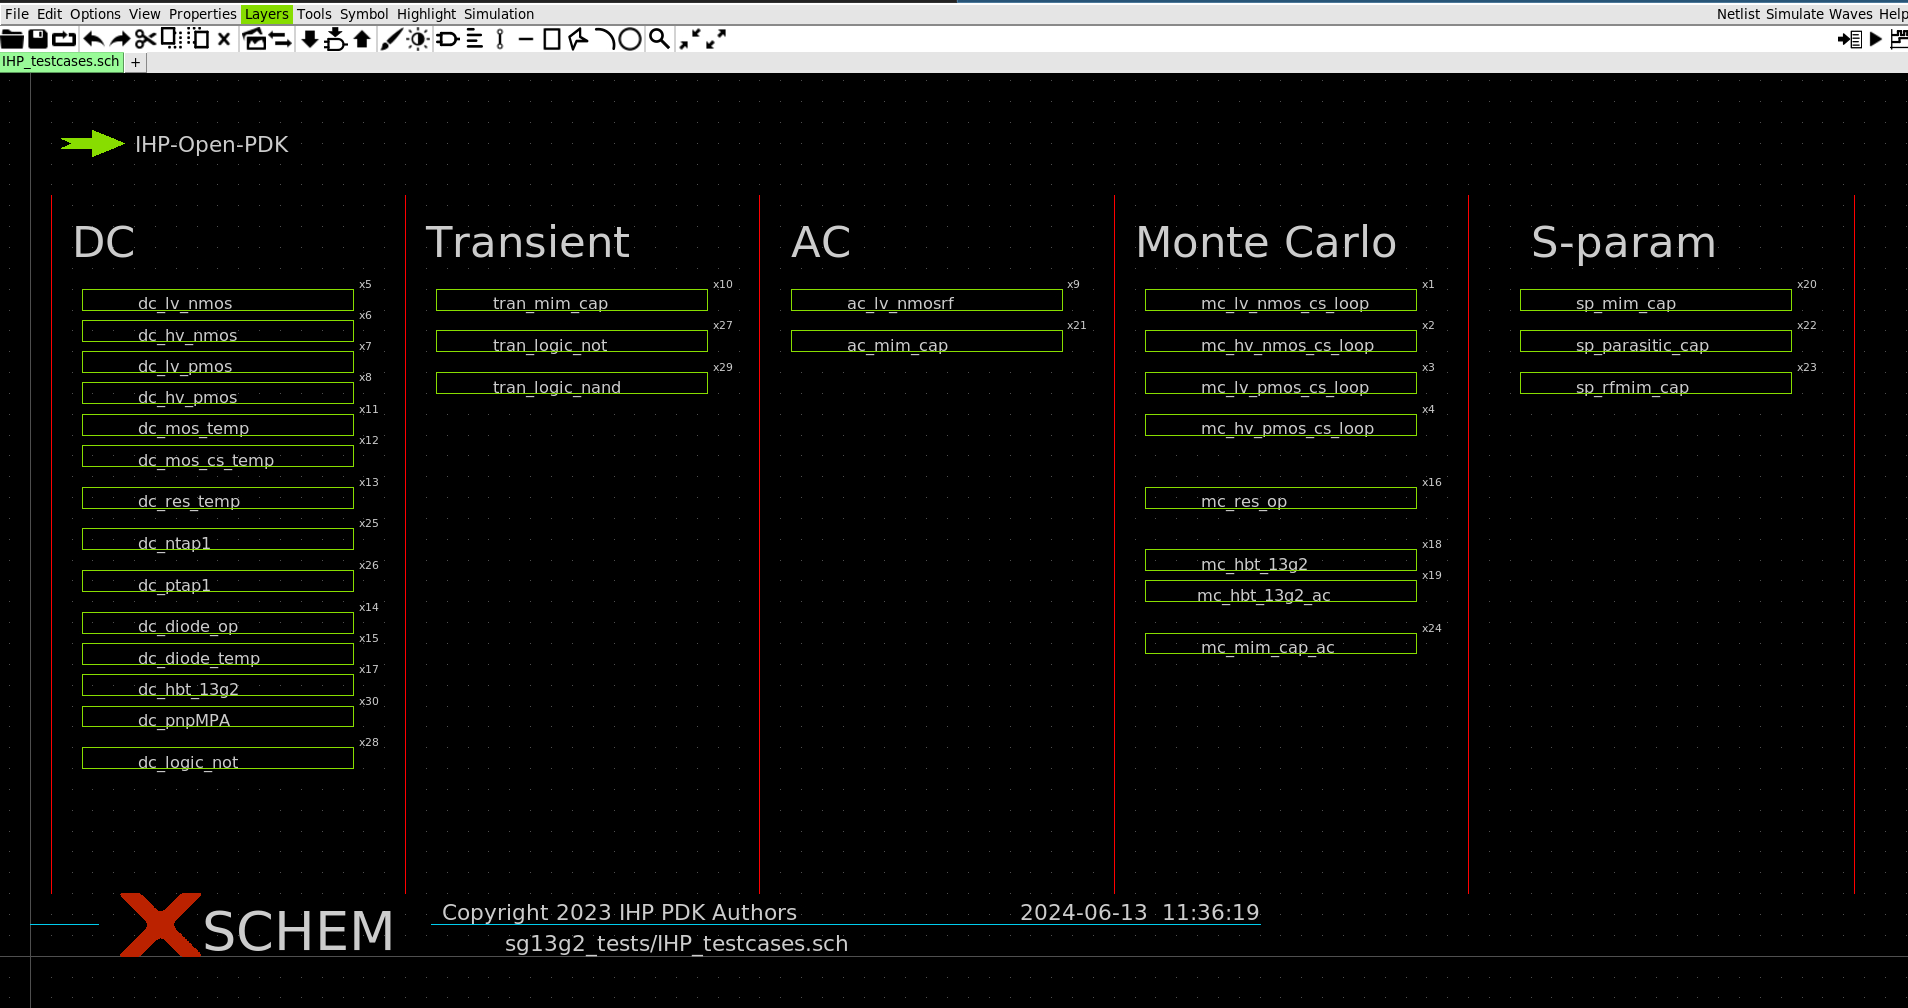 File Edit Options View Properties Layers Tools Symbol Highlight Simulation Netlist Simulate Waves Help
IHP_testcases.sch +
IHP-Open-PDK
DC
x5
dc_lv_nmos
x6
dc_hv_nmos
x7
dc_lv_pmos
x8
dc_hv_pmos
x11
dc_mos_temp
x12
dc_mos_cs_temp
x13
dc_res_temp
x25
dc_ntap1
x26
dc_ptap1
x14
dc_diode_op
x15
dc_diode_temp
x17
dc_hbt_13g2
x30
dc_pnpMPA
x28
dc_logic_not
Transient
x10
tran_mim_cap
x27
tran_logic_not
x29
tran_logic_nand
AC
x9
ac_lv_nmosrf
x21
ac_mim_cap
Monte Carlo
x1
mc_lv_nmos_cs_loop
x2
mc_hv_nmos_cs_loop
x3
mc_lv_pmos_cs_loop
x4
mc_hv_pmos_cs_loop
x16
mc_res_op
x18
mc_hbt_13g2
x19
mc_hbt_13g2_ac
x24
mc_mim_cap_ac
S-param
x20
sp_mim_cap
x22
sp_parasitic_cap
x23
sp_rfmim_cap
XSCHEM
Copyright 2023 IHP PDK Authors 2024-06-13 11:36:19
sg13g2_tests/IHP_testcases.sch